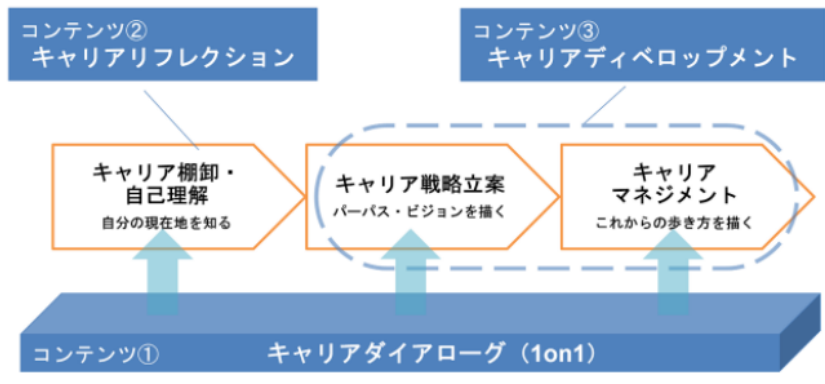 コンテンツ②
キャリアリフレクション
コンテンツ③
キャリアディベロップメント
キャリア棚卸・
自己理解
自分の現在地を知る
キャリア戦略立案
パーパス・ビジョンを描く
キャリア
マネジメント
これからの歩き方を描く
コンテンツ①
キャリアダイアローグ（1on1）